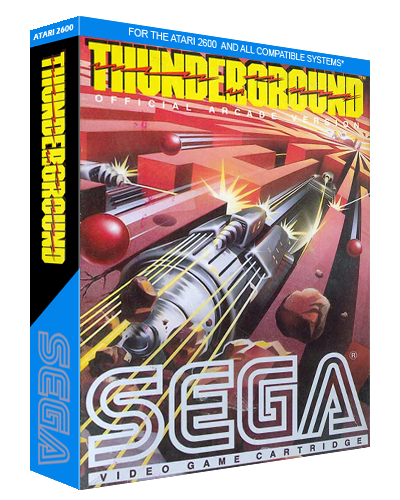 ATARI 2600
THUNDERGROUND
SEGA
FOR THE ATARI 2600 AND ALL COMPATIBLE SYSTEMS*
THUNDERGROUND
OFFICIAL ARCADE VERSION
SEGA®
VIDEO GAME CARTRIDGE